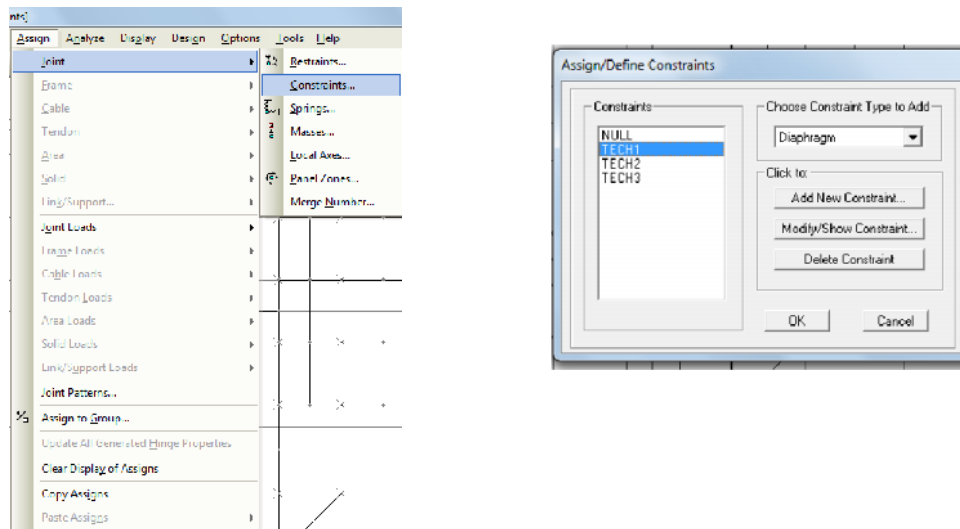 nts]
Assign Analyze Display Design Options Tools Help
Joint
Frame
Cable
Tendon
Area
Solid
Link/Support...
Joint Loads
Frame Loads
Cable Loads
Tendon Loads
Area Loads
Solid Loads
Link/Support Loads
Joint Patterns...
Assign to Group...
Update All Generated Hinge Properties
Clear Display of Assigns
Copy Assigns
Paste Assigns
Restraints...
Constraints...
Springs...
Masses...
Local Axes...
Panel Zones...
Merge Number...
Assign/Define Constraints
Constraints
NULL
TECH1
TECH2
TECH3
Choose Constraint Type to Add
Diaphragm
Click to:
Add New Constraint...
Modify/Show Constraint...
Delete Constraint
OK Cancel